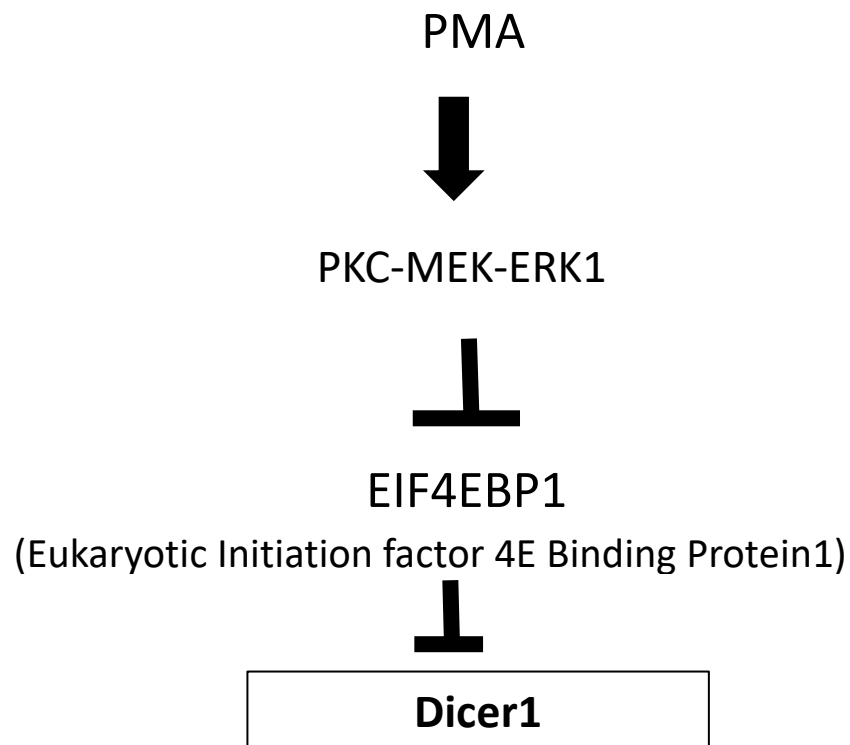 PMA
PKC-MEK-ERK1
EIF4EBP1
(Eukaryotic Initiation factor 4E Binding Protein1)
Dicer1